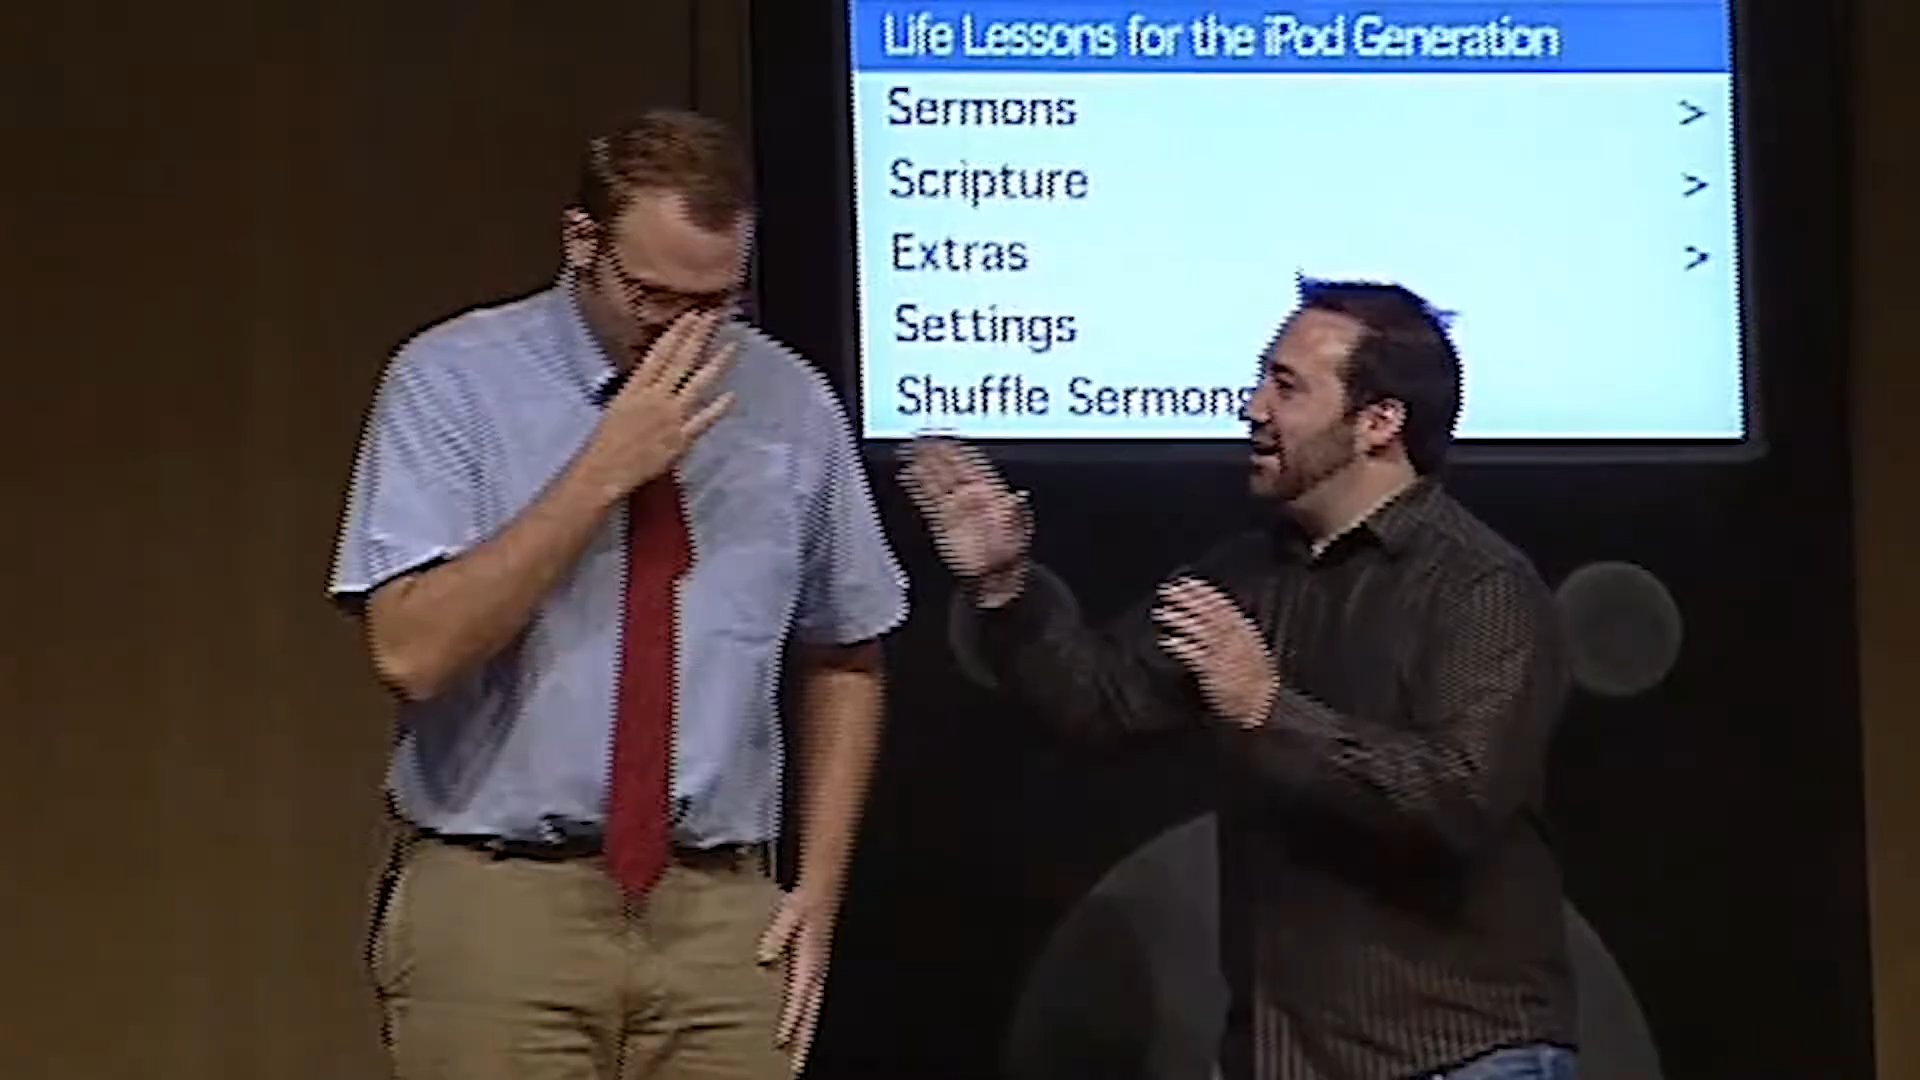 Life Lessons for the iPod Generation
Sermons >
Scripture >
Extras >
Settings
Shuffle Sermons